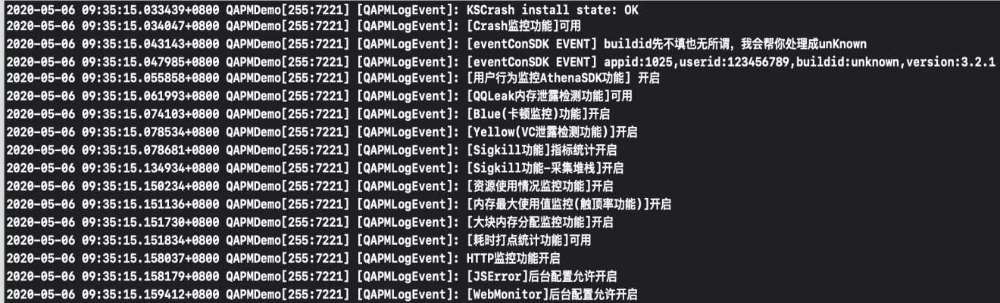 2020-05-06 09:35:15.033439+0800 QAPMDemo[255:7221] [QAPMLogEvent]: KSCrash install state: OK
2020-05-06 09:35:15.034047+0800 QAPMDemo[255:7221] [QAPMLogEvent]: [Crash监控功能]可用
2020-05-06 09:35:15.043143+0800 QAPMDemo[255:7221] [QAPMLogEvent]: [eventConSDK EVENT] buildid先不填也无所谓，我会帮你处理成unKnown
2020-05-06 09:35:15.047985+0800 QAPMDemo[255:7221] [QAPMLogEvent]: [eventConSDK EVENT] appid:1025,userid:123456789,buildid:unknown,version:3.2.1
2020-05-06 09:35:15.055858+0800 QAPMDemo[255:7221] [QAPMLogEvent]: [用户行为监控AthenaSDK功能] 开启
2020-05-06 09:35:15.061993+0800 QAPMDemo[255:7221] [QAPMLogEvent]: [QQLeak内存泄露检测功能]可用
2020-05-06 09:35:15.074103+0800 QAPMDemo[255:7221] [QAPMLogEvent]: [Blue(卡顿监控)功能]开启
2020-05-06 09:35:15.078534+0800 QAPMDemo[255:7221] [QAPMLogEvent]: [Yellow(VC泄露检测功能)]开启
2020-05-06 09:35:15.078681+0800 QAPMDemo[255:7221] [QAPMLogEvent]: [Sigkill功能]指标统计开启
2020-05-06 09:35:15.134934+0800 QAPMDemo[255:7221] [QAPMLogEvent]: [Sigkill功能-采集堆栈]开启
2020-05-06 09:35:15.150234+0800 QAPMDemo[255:7221] [QAPMLogEvent]: [资源使用情况监控功能]开启
2020-05-06 09:35:15.151136+0800 QAPMDemo[255:7221] [QAPMLogEvent]: [内存最大使用值监控(触顶率功能)]开启
2020-05-06 09:35:15.151730+0800 QAPMDemo[255:7221] [QAPMLogEvent]: [大块内存分配监控功能]开启
2020-05-06 09:35:15.151834+0800 QAPMDemo[255:7221] [QAPMLogEvent]: [耗时打点统计功能]可用
2020-05-06 09:35:15.158037+0800 QAPMDemo[255:7221] [QAPMLogEvent]: HTTP监控功能开启
2020-05-06 09:35:15.158179+0800 QAPMDemo[255:7221] [QAPMLogEvent]: [JSError]后台配置允许开启
2020-05-06 09:35:15.159412+0800 QAPMDemo[255:7221] [QAPMLogEvent]: [WebMonitor]后台配置允许开启